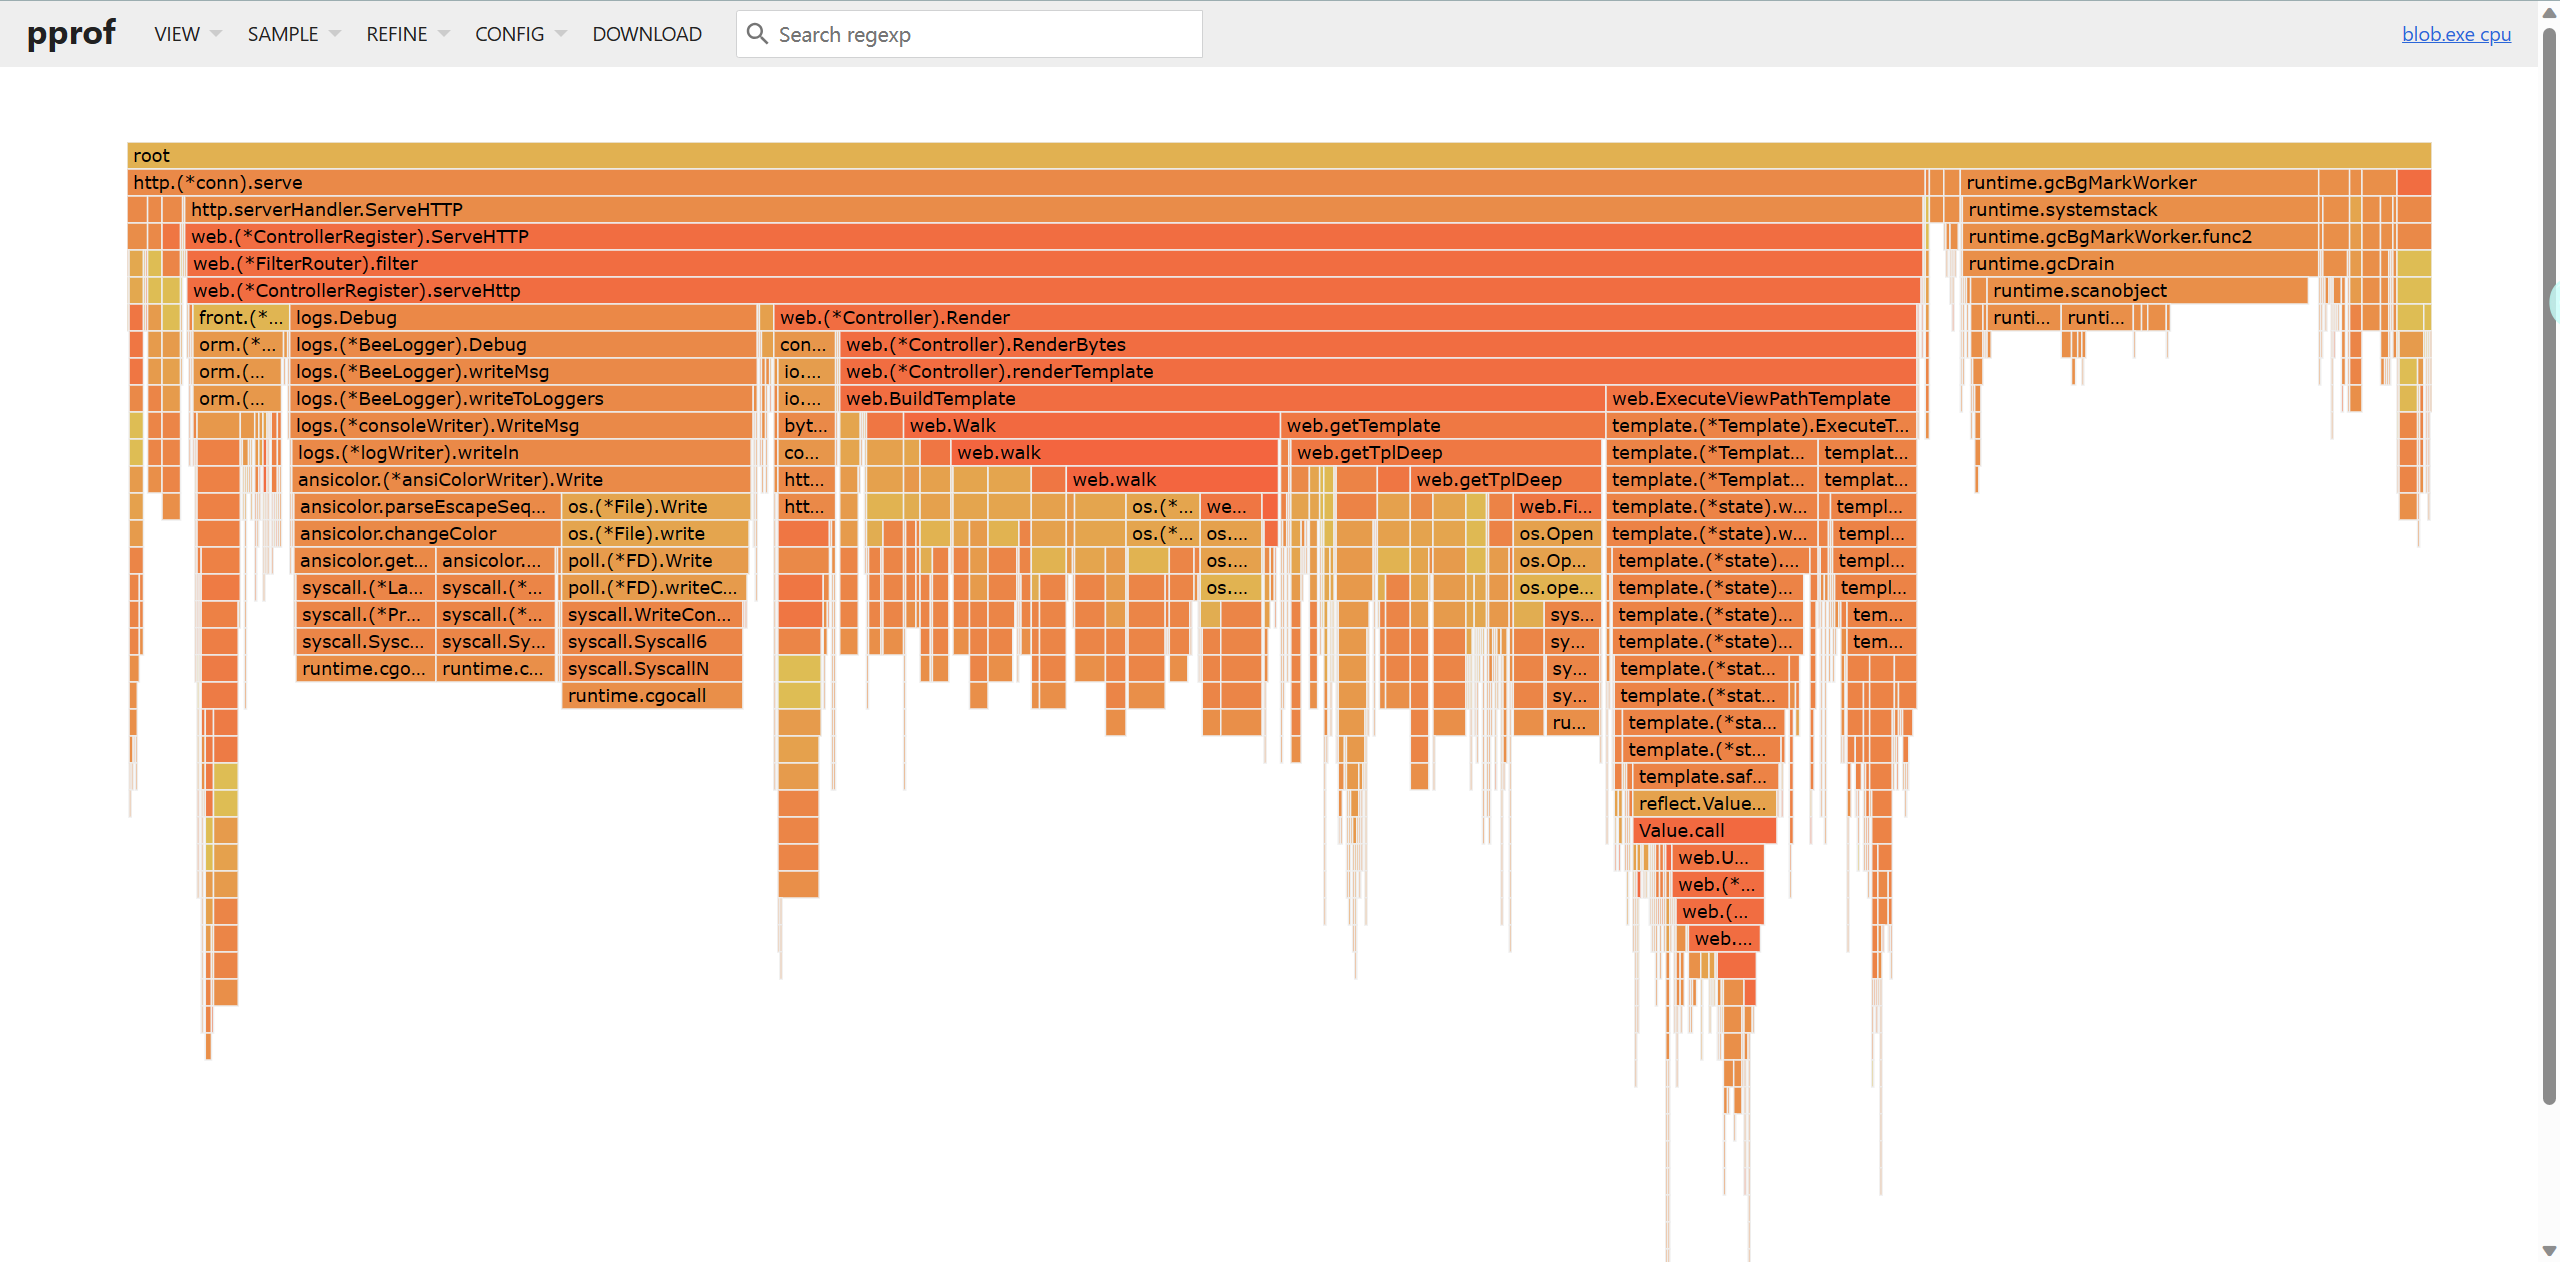 pprof VIEW SAMPLE REFINE CONFIG DOWNLOAD Search regexp blob.exe cpu
root
http.(*conn).serve runtime.gcBgMarkWorker
http.serverHandler.ServeHTTP runtime.systemstack
web.(*ControllerRegister).ServeHTTP runtime.gcBgMarkWorker.func2
web.(*FilterRouter).filter runtime.gcDrain
web.(*ControllerRegister).serveHttp runtime.scanobject
front.(*... logs.Debug web.(*Controller).Render runti... runti...
orm.(*... logs.(*BeeLogger).Debug con... web.(*Controller).RenderBytes
orm.(... logs.(*BeeLogger).writeMsg io.... web.(*Controller).renderTemplate
orm.(... logs.(*BeeLogger).writeToLoggers io.... web.BuildTemplate web.ExecuteViewPathTemplate
logs.(*consoleWriter).WriteMsg byt... web.Walk web.getTemplate template.(*Template).ExecuteT...
logs.(*logWriter).writeln co... web.walk web.getTplDeep template.(*Templat... templat...
ansicolor.(*ansiColorWriter).Write htt... web.walk web.getTplDeep template.(*Templat... templat...
ansicolor.parseEscapeSeq... os.(*File).Write htt... os.(*... we... web.Fi... template.(*state).w... templ...
ansicolor.changeColor os.(*File).write os.(*... os.... os.Open template.(*state).w... templ...
ansicolor.get... ansicolor.... poll.(*FD).Write os.... os.Op... template.(*state).... templ...
syscall.(*La... syscall.(*... poll.(*FD).writeC... os.... os.ope... template.(*state)... templ...
syscall.(*Pr... syscall.(*... syscall.WriteCon... sys... template.(*state)... tem...
syscall.Sysc... syscall.Sy... syscall.Syscall6 sy... template.(*state)... tem...
runtime.cgo... runtime.c... syscall.SyscallN sy... template.(*stat...
runtime.cgocall sy... template.(*stat...
ru... template.(*sta...
template.(*st...
template.saf...
reflect.Value...
Value.call
web.U...
web.(*...
web.(...
web....